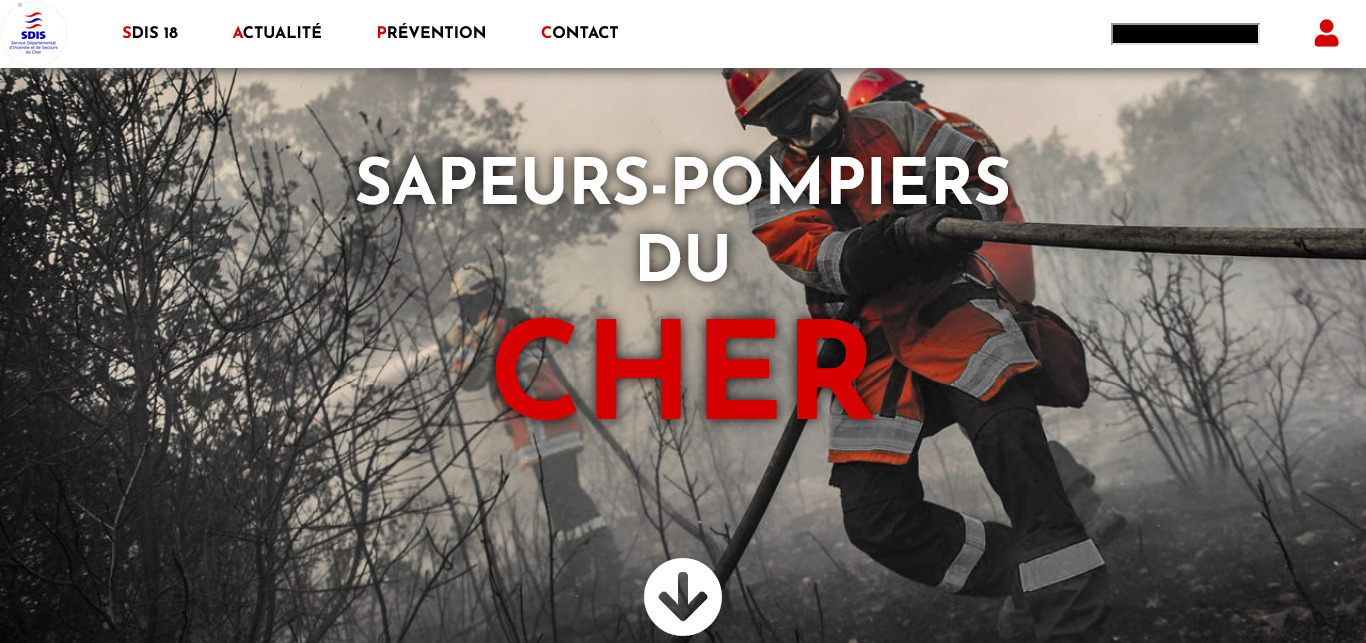 SDIS
Service Départemental
d'Incendie et de Secours
du Cher
SDIS 18
ACTUALITÉ
PRÉVENTION
CONTACT
SAPEURS-POMPIERS
DU
CHER